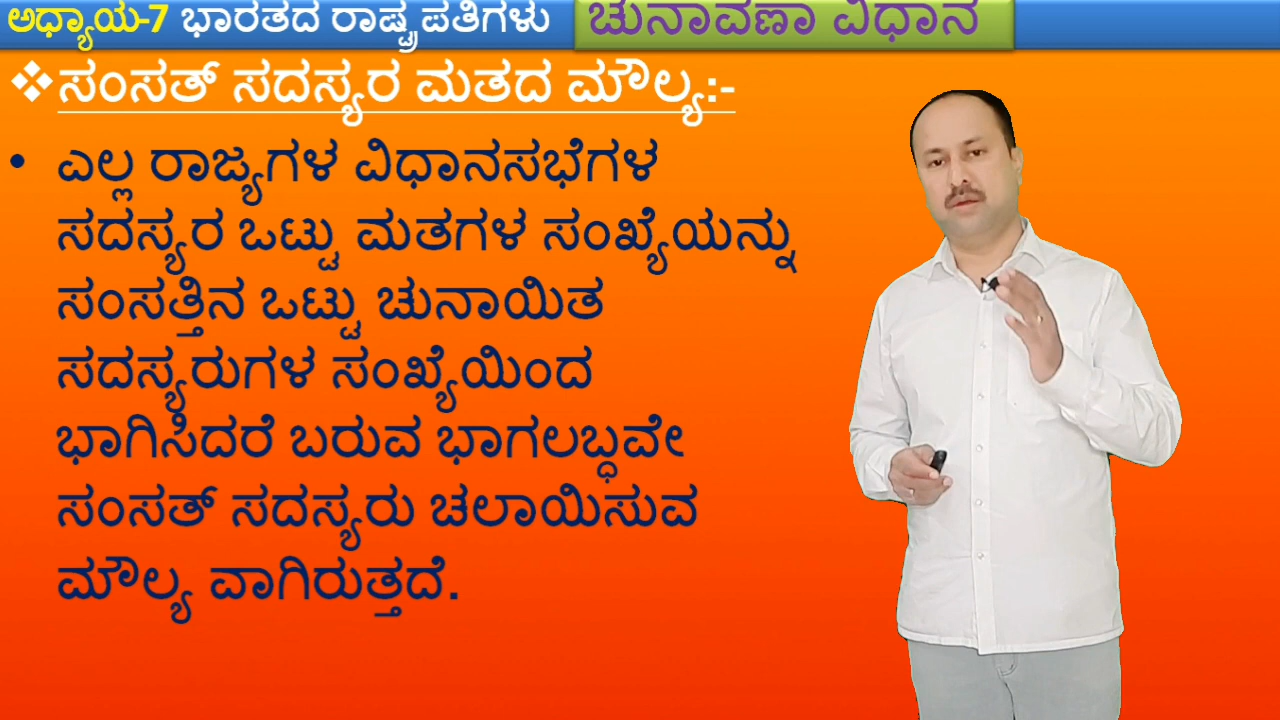 ಅಧ್ಯಾಯ-7 ಭಾರತದ ರಾಷ್ಟ್ರಪತಿಗಳು ಚುನಾವಣಾ ವಿಧಾನ
❖ಸಂಸತ್ ಸದಸ್ಯರ ಮತದ ಮೌಲ್ಯ:-
• ಎಲ್ಲ ರಾಜ್ಯಗಳ ವಿಧಾನಸಭೆಗಳ
ಸದಸ್ಯರ ಒಟ್ಟು ಮತಗಳ ಸಂಖ್ಯೆಯನ್ನು
ಸಂಸತ್ತಿನ ಒಟ್ಟು ಚುನಾಯಿತ
ಸದಸ್ಯರುಗಳ ಸಂಖ್ಯೆಯಿಂದ
ಭಾಗಿಸಿದರೆ ಬರುವ ಭಾಗಲಬ್ಧವೇ
ಸಂಸತ್ ಸದಸ್ಯರು ಚಲಾಯಿಸುವ
ಮೌಲ್ಯ ವಾಗಿರುತ್ತದೆ.